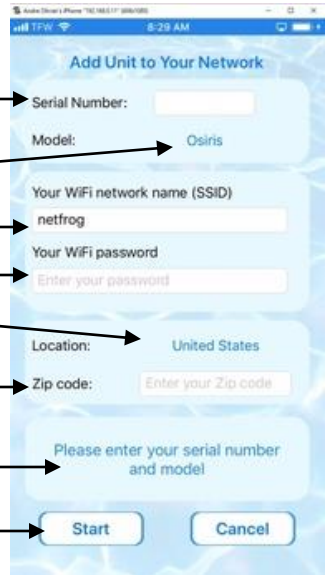 TFW 8:29 AM
Add Unit to Your Network
Serial Number:
Model: Osiris
Your WiFi network name (SSID)
netfrog
Your WiFi password
Enter your password
Location: United States
Zip code: Enter your Zip code
Please enter your serial number
and model
Start Cancel